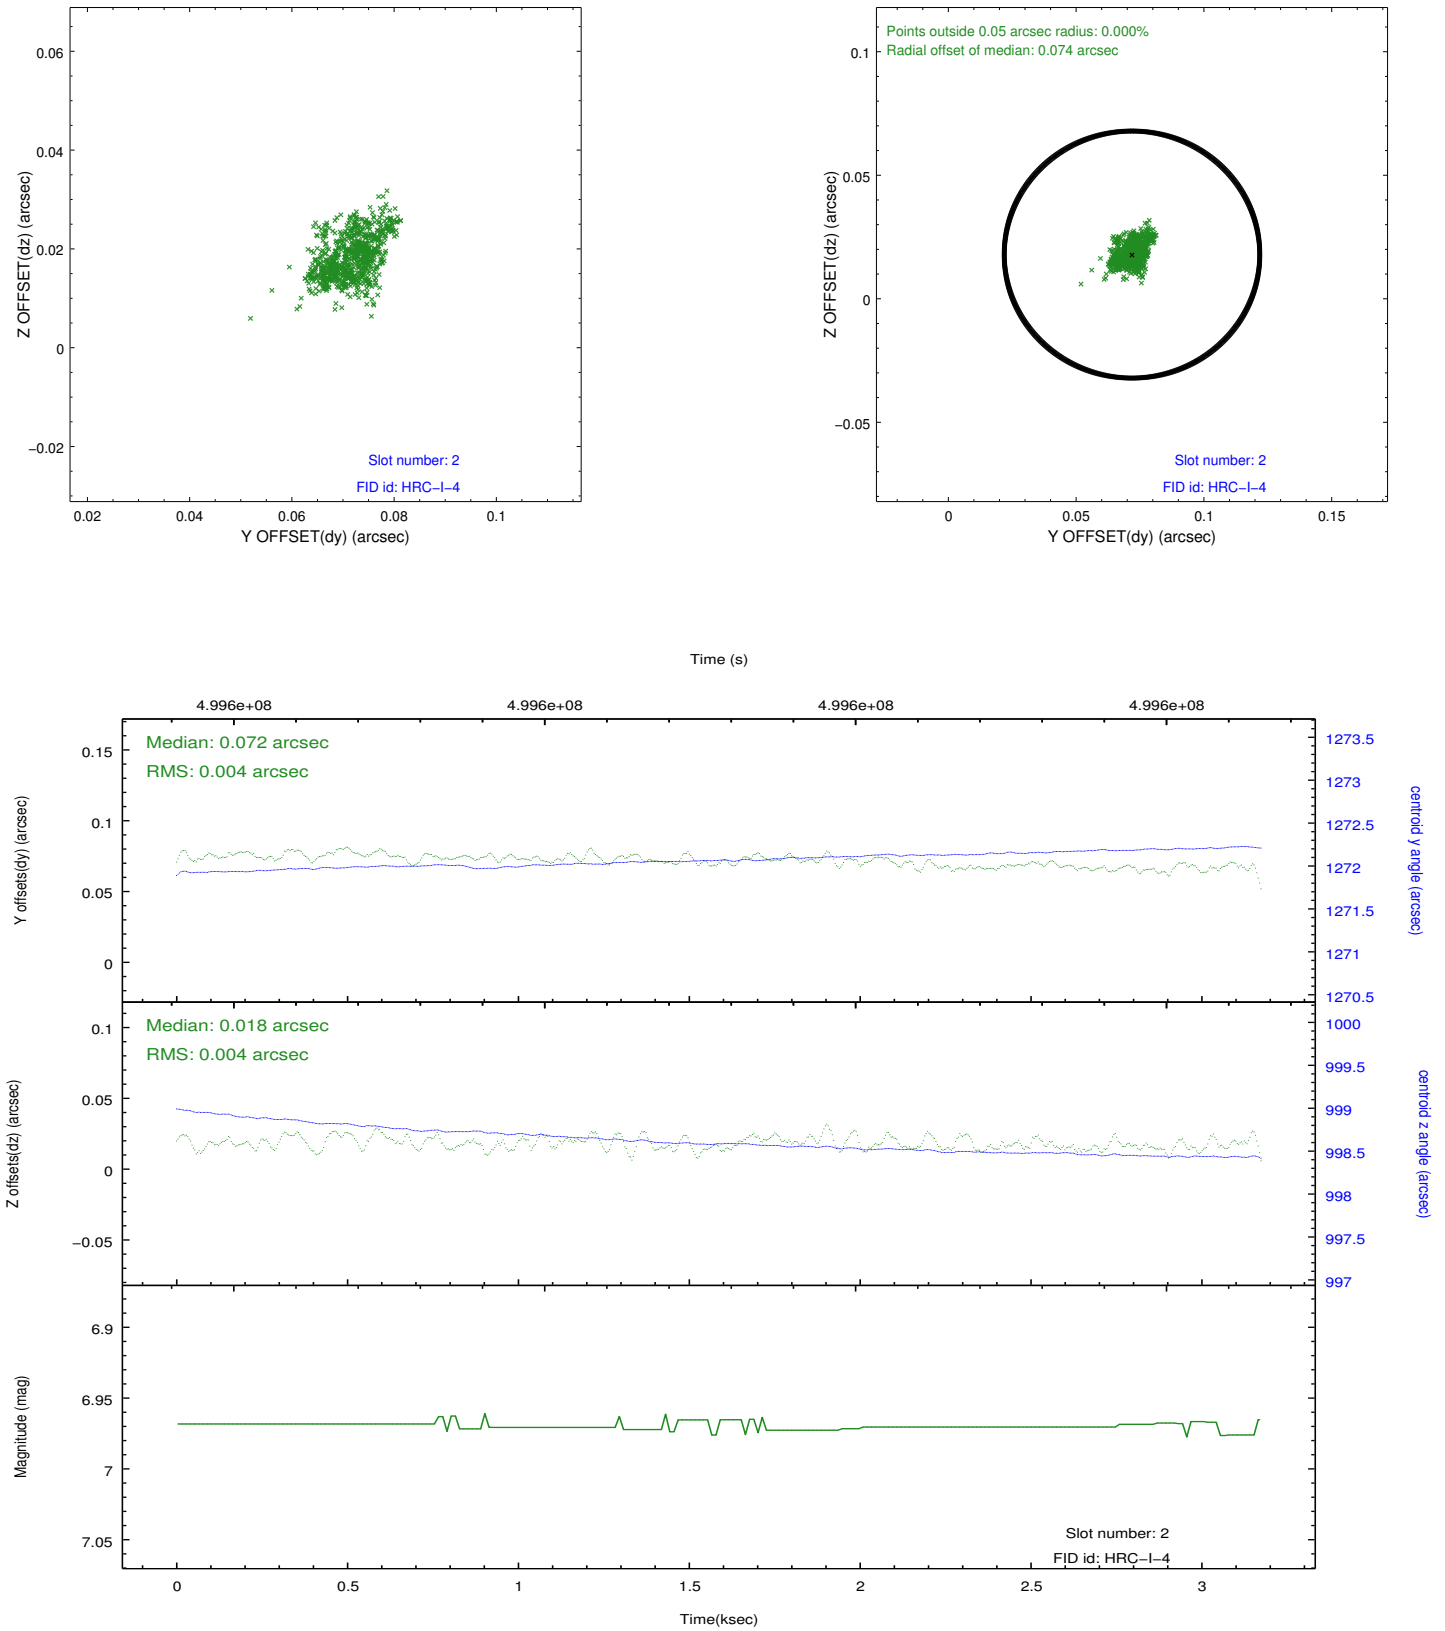 0.06
0.04
0.02
0
−0.02
Z OFFSET(dz) (arcsec)
Slot number: 2
FID id: HRC−I−4
0.02 0.04 0.06 0.08 0.1
Y OFFSET(dy) (arcsec)
Points outside 0.05 arcsec radius: 0.000%
Radial offset of median: 0.074 arcsec
0.1
0.05
0
−0.05
Z OFFSET(dz) (arcsec)
Slot number: 2
FID id: HRC−I−4
0 0.05 0.1 0.15
Y OFFSET(dy) (arcsec)
Time (s)
4.996e+08 4.996e+08 4.996e+08 4.996e+08
Median: 0.072 arcsec
RMS: 0.004 arcsec
0.15
0.1
0.05
0
Y offsets(dy) (arcsec)
1273.5
1273
1272.5
1272
1271.5
1271
1270.5
centroid y angle (arcsec)
Median: 0.018 arcsec
RMS: 0.004 arcsec
0.1
0.05
0
−0.05
Z offsets(dz) (arcsec)
1000
999.5
999
998.5
998
997.5
997
centroid z angle (arcsec)
6.9
6.95
7
7.05
Magnitude (mag)
Slot number: 2
FID id: HRC−I−4
0 0.5 1 1.5 2 2.5 3
Time(ksec)